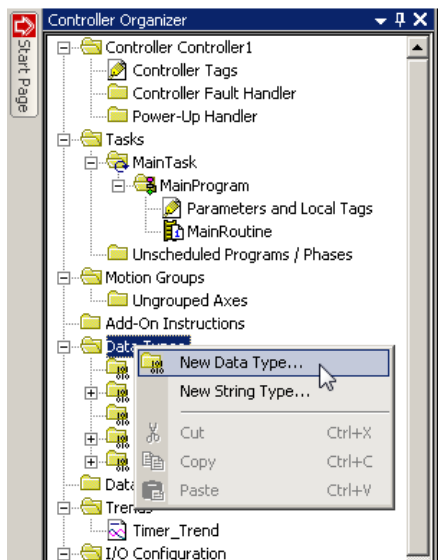 Controller Organizer
Start Page
Controller Controller1
Controller Tags
Controller Fault Handler
Power-Up Handler
Tasks
MainTask
MainProgram
Parameters and Local Tags
MainRoutine
Unscheduled Programs / Phases
Motion Groups
Ungrouped Axes
Add-On Instructions
Data Types
New Data Type...
New String Type...
Cut Ctrl+X
Copy Ctrl+C
Paste Ctrl+V
Data
Trends
Timer_Trend
I/O Configuration